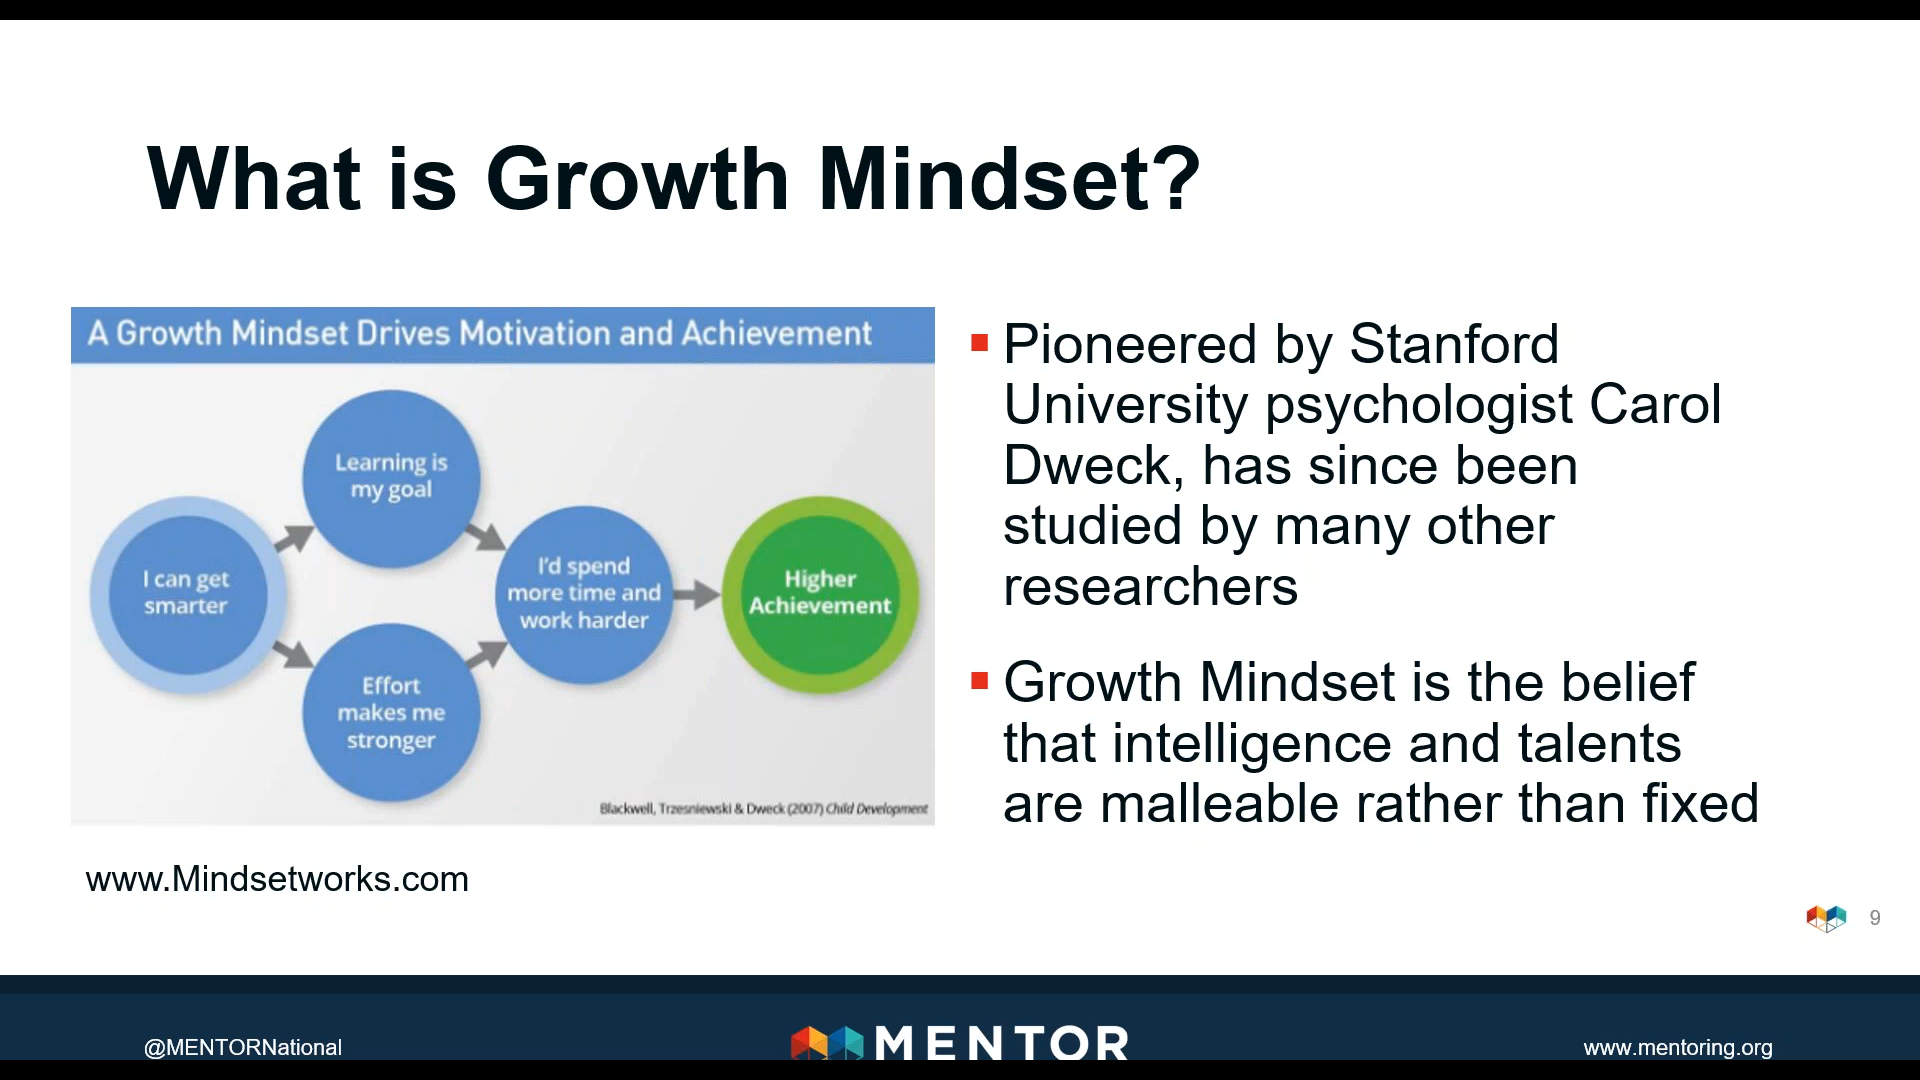 What is Growth Mindset?
A Growth Mindset Drives Motivation and Achievement
I can get
smarter
Learning is
my goal
Effort
makes me
stronger
I'd spend
more time and
work harder
Higher
Achievement
Blackwell, Trzesniewski & Dweck (2007) Child Development
www.Mindsetworks.com
Pioneered by Stanford
University psychologist Carol
Dweck, has since been
studied by many other
researchers
Growth Mindset is the belief
that intelligence and talents
are malleable rather than fixed
9
@MENTORNational
MENTOR
www.mentoring.org